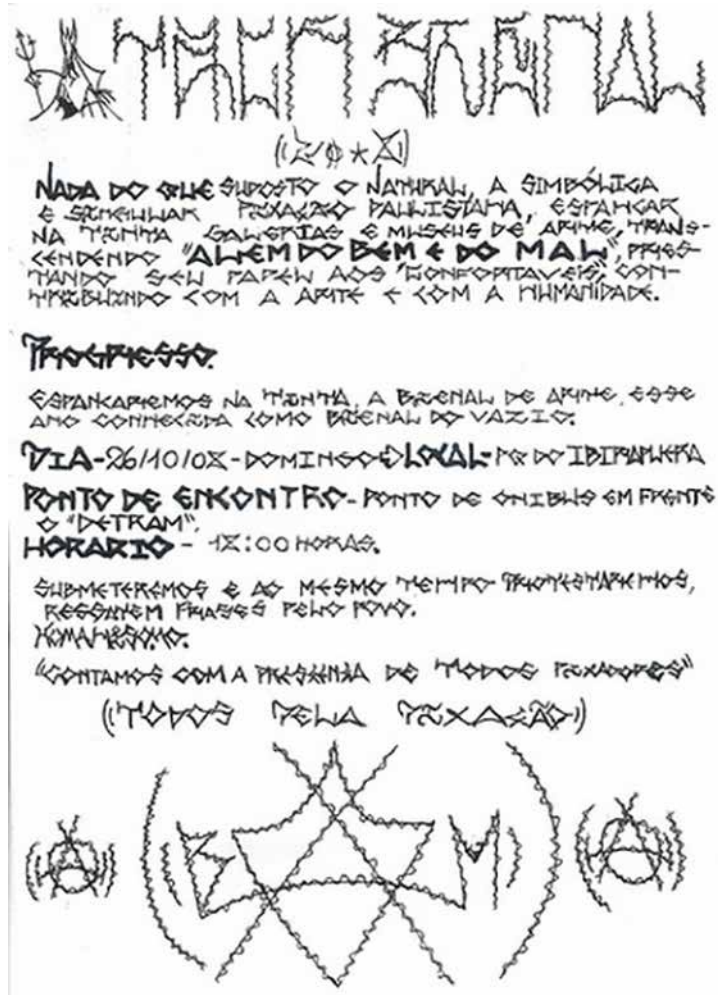 NADA DO QUE SUPOSTO O NATURAL, A SIMBÓLICA
E SINGULAR PIXAÇÃO PAULISTANA, ESPANCAR
NA TINTA GALERIAS E MUSEUS DE ARTE, TRANS-
CENDENDO "ALEM DO BEM E DO MAL", PRES-
TANDO SEU PAPEL AOS "CONFORTAVEIS", CON-
TRIBUINDO COM A ARTE E COM A HUMANIDADE.
PROGRESSO.
ESPANCAREMOS NA TINTA, A BIENAL DE ARTE, ESSE
ANO CONHECIDA COMO BIENAL DO VAZIO.
DIA-26/10/08-DOMINGO LOCAL-PQ DO IBIRAPUERA
PONTO DE ENCONTRO-PONTO DE ONIBUS EM FRENTE
O "DETRAM".
HORARIO - 18:00 HORAS.
SUBMETEREMOS E AO MESMO TEMPO PROTESTAREMOS,
FRASES PELO POVO.
"CONTAMOS COM A PRESENÇA DE TODOS PIXADORES"
((TODOS PELA PIXAÇÃO))